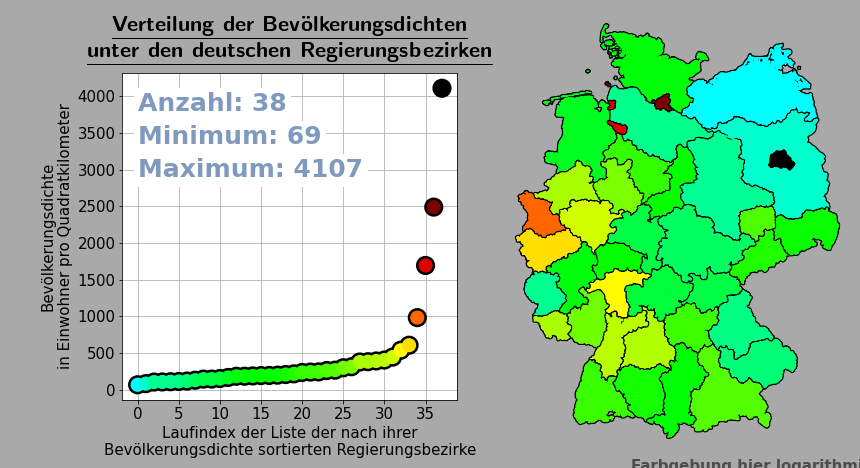 Verteilung der Bevölkerungsdichten
unter den deutschen Regierungsbezirken
Anzahl: 38
Minimum: 69
Maximum: 4107
Bevölkerungsdichte
in Einwohner pro Quadratkilometer
4000
3500
3000
2500
2000
1500
1000
500
0
0 5 10 15 20 25 30 35
Laufindex der Liste der nach ihrer
Bevölkerungsdichte sortierten Regierungsbezirke
Farbgebung hier logarithmi